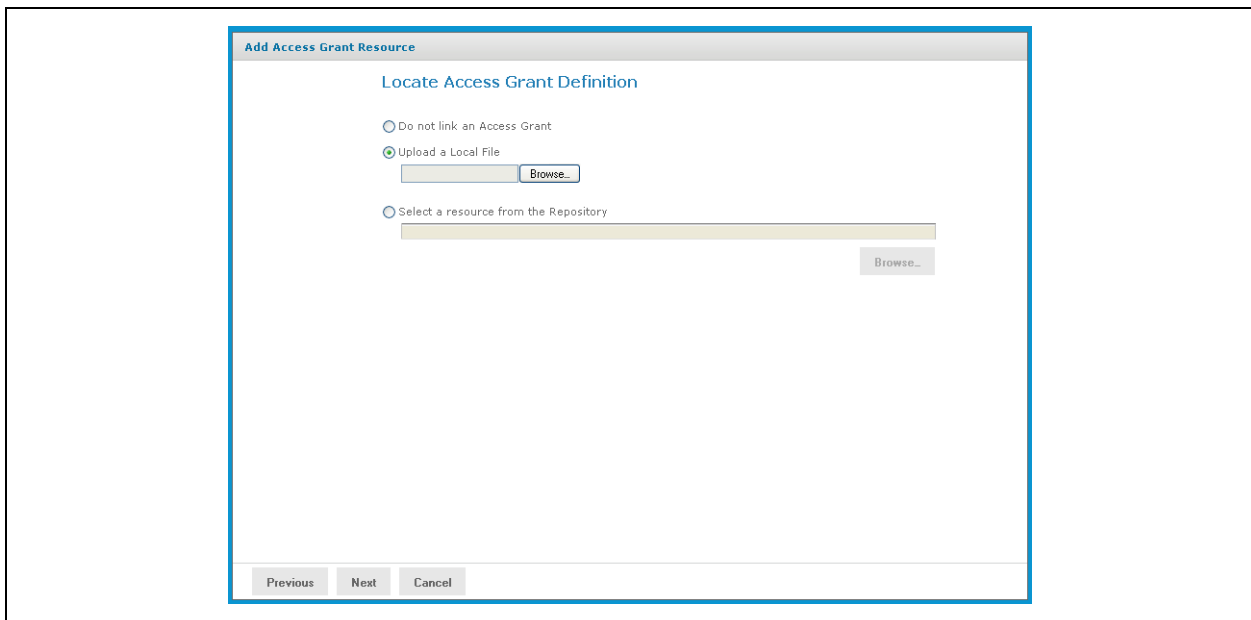 Add Access Grant Resource
Locate Access Grant Definition
Do not link an Access Grant
Upload a Local File
Browse...
Select a resource from the Repository
Browse...
Previous Next Cancel